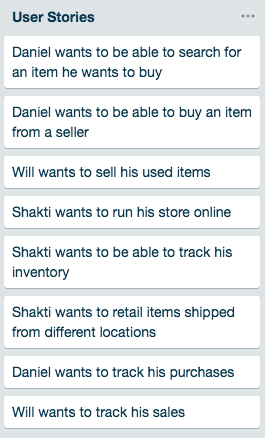 User Stories
Daniel wants to be able to search for
an item he wants to buy
Daniel wants to be able to buy an item
from a seller
Will wants to sell his used items
Shakti wants to run his store online
Shakti wants to be able to track his
inventory
Shakti wants to retail items shipped
from different locations
Daniel wants to track his purchases
Will wants to track his sales